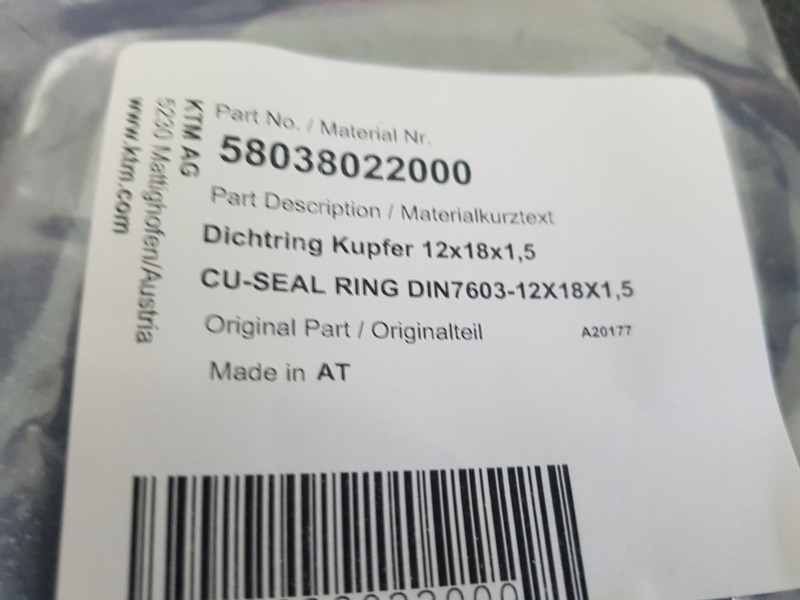 KTM AG
5230 Mattighofen/Austria
www.ktm.com
Part No. / Material Nr.
58038022000
Part Description / Materialkurztext
Dichtring Kupfer 12x18x1,5
CU-SEAL RING DIN7603-12X18X1,5
Original Part / Originalteil
A20177
Made in AT